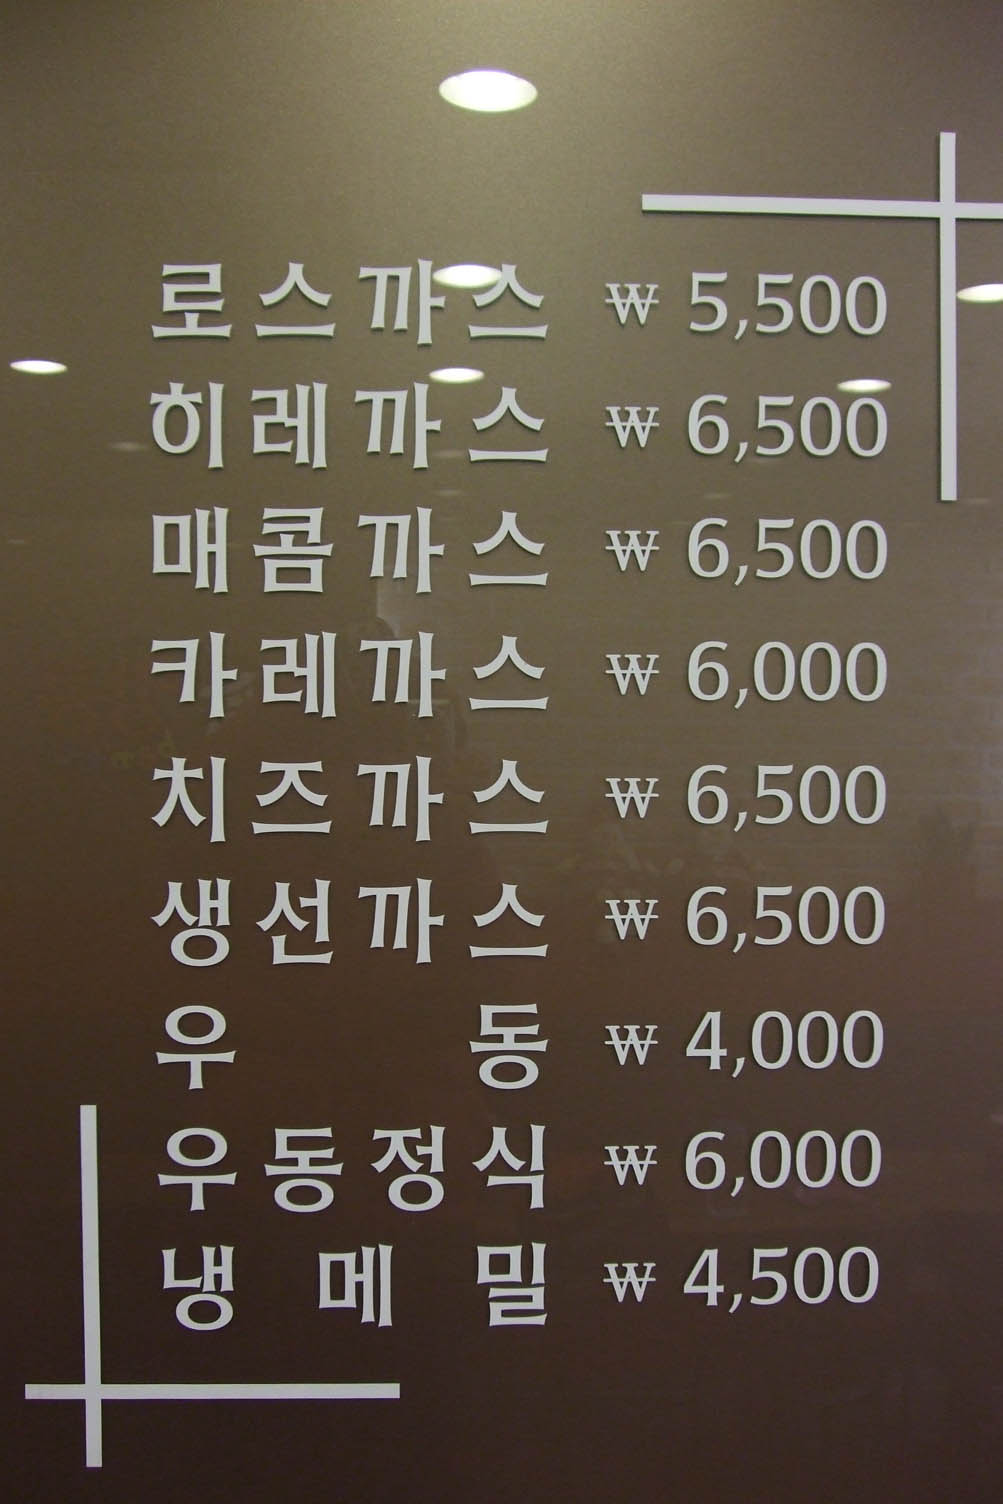 로스까스 ₩ 5,500
히레까스 ₩ 6,500
매콤까스 ₩ 6,500
카레까스 ₩ 6,000
치즈까스 ₩ 6,500
생선까스 ₩ 6,500
우동 ₩ 4,000
우동정식 ₩ 6,000
냉메밀 ₩ 4,500